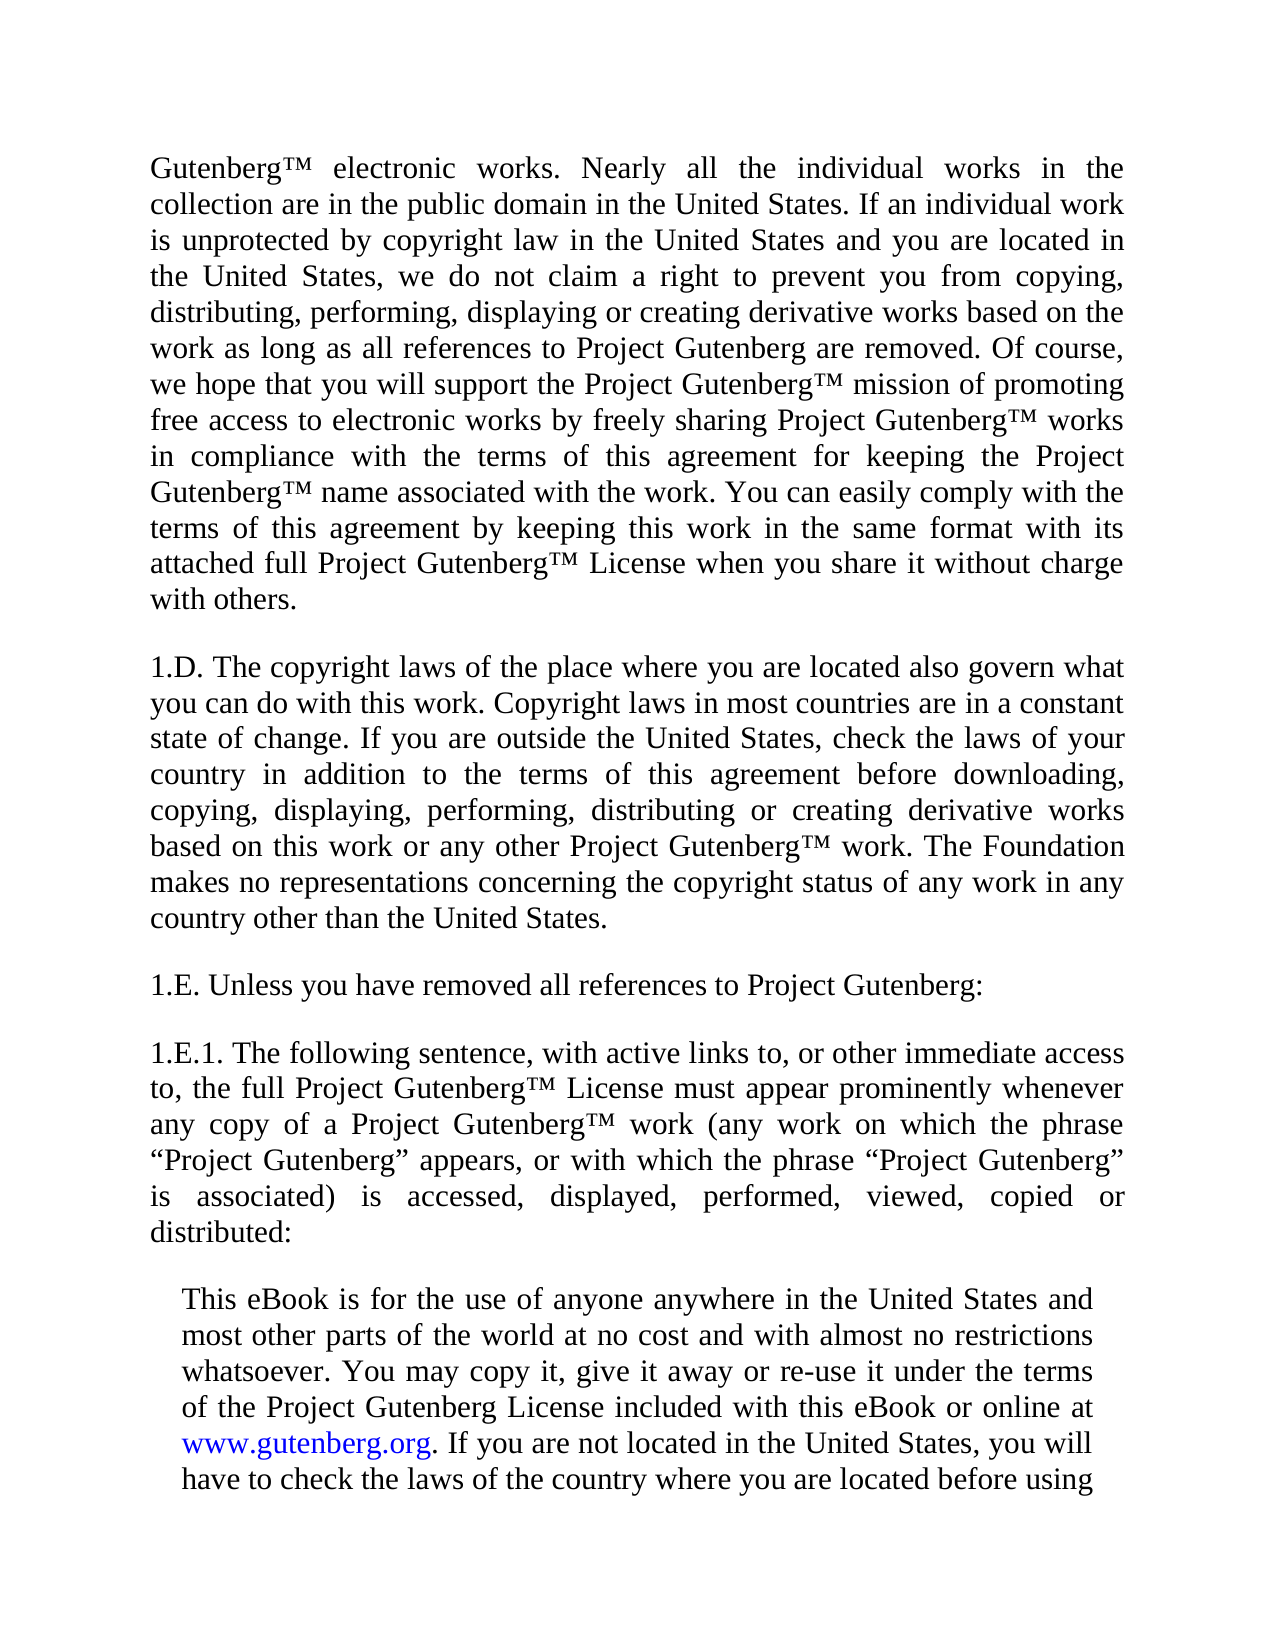 Gutenberg™ electronic works. Nearly all the individual works in the
collection are in the public domain in the United States. If an individual work
is unprotected by copyright law in the United States and you are located in
the United States, we do not claim a right to prevent you from copying,
distributing, performing, displaying or creating derivative works based on the
work as long as all references to Project Gutenberg are removed. Of course,
we hope that you will support the Project Gutenberg™ mission of promoting
free access to electronic works by freely sharing Project Gutenberg™ works
in compliance with the terms of this agreement for keeping the Project
Gutenberg™ name associated with the work. You can easily comply with the
terms of this agreement by keeping this work in the same format with its
attached full Project Gutenberg™ License when you share it without charge
with others.
1.D. The copyright laws of the place where you are located also govern what
you can do with this work. Copyright laws in most countries are in a constant
state of change. If you are outside the United States, check the laws of your
country in addition to the terms of this agreement before downloading,
copying, displaying, performing, distributing or creating derivative works
based on this work or any other Project Gutenberg™ work. The Foundation
makes no representations concerning the copyright status of any work in any
country other than the United States.
1.E. Unless you have removed all references to Project Gutenberg:
1.E.1. The following sentence, with active links to, or other immediate access
to, the full Project Gutenberg™ License must appear prominently whenever
any copy of a Project Gutenberg™ work (any work on which the phrase
“Project Gutenberg” appears, or with which the phrase “Project Gutenberg”
is associated) is accessed, displayed, performed, viewed, copied or
distributed:
This eBook is for the use of anyone anywhere in the United States and
most other parts of the world at no cost and with almost no restrictions
whatsoever. You may copy it, give it away or re-use it under the terms
of the Project Gutenberg License included with this eBook or online at
www.gutenberg.org. If you are not located in the United States, you will
have to check the laws of the country where you are located before using